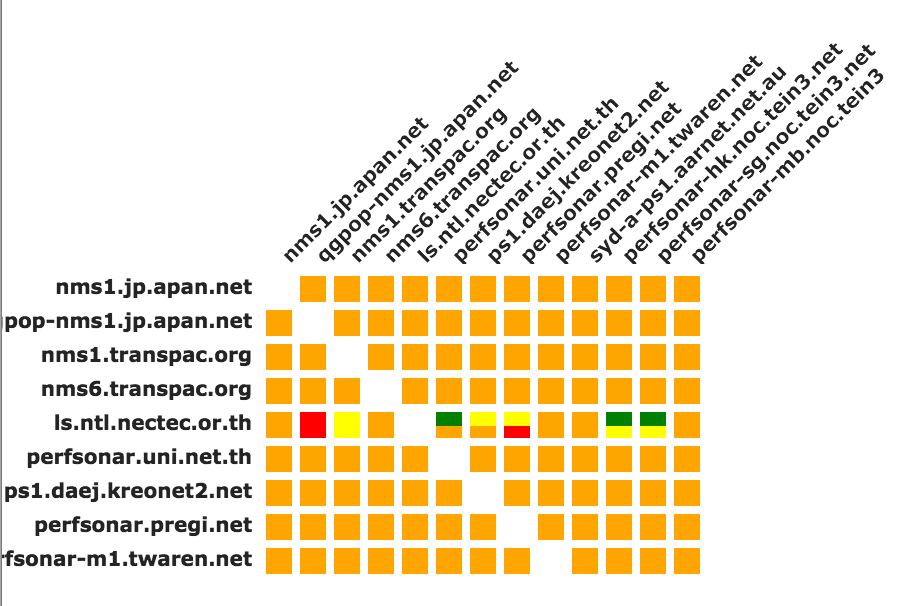 nms1.jp.apan.net
qgpop-nms1.jp.apan.net
nms1.transpac.org
nms6.transpac.org
ls.ntl.nectec.or.th
perfsonar.uni.net.th
ps1.daej.kreonet2.net
perfsonar.pregi.net
perfsonar-m1.twaren.net
syd-a-ps1.aarnet.net.au
perfsonar-hk.noc.tein3.net
perfsonar-sg.noc.tein3.net
perfsonar-mb.noc.tein3
nms1.jp.apan.net
pop-nms1.jp.apan.net
nms1.transpac.org
nms6.transpac.org
ls.ntl.nectec.or.th
perfsonar.uni.net.th
ps1.daej.kreonet2.net
perfsonar.pregi.net
rfsonar-m1.twaren.net